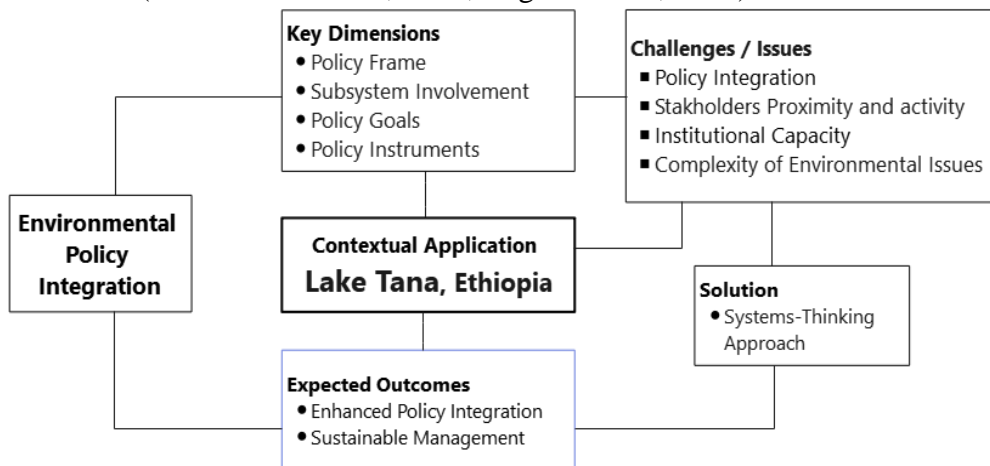 Key Dimensions
• Policy Frame
• Subsystem Involvement
• Policy Goals
• Policy Instruments
Challenges / Issues
▪ Policy Integration
▪ Stakholders Proximity and activity
▪ Institutional Capacity
▪ Complexity of Environmental Issues
Environmental
Policy
Integration
Contextual Application
Lake Tana, Ethiopia
Solution
• Systems-Thinking
Approach
Expected Outcomes
• Enhanced Policy Integration
• Sustainable Management